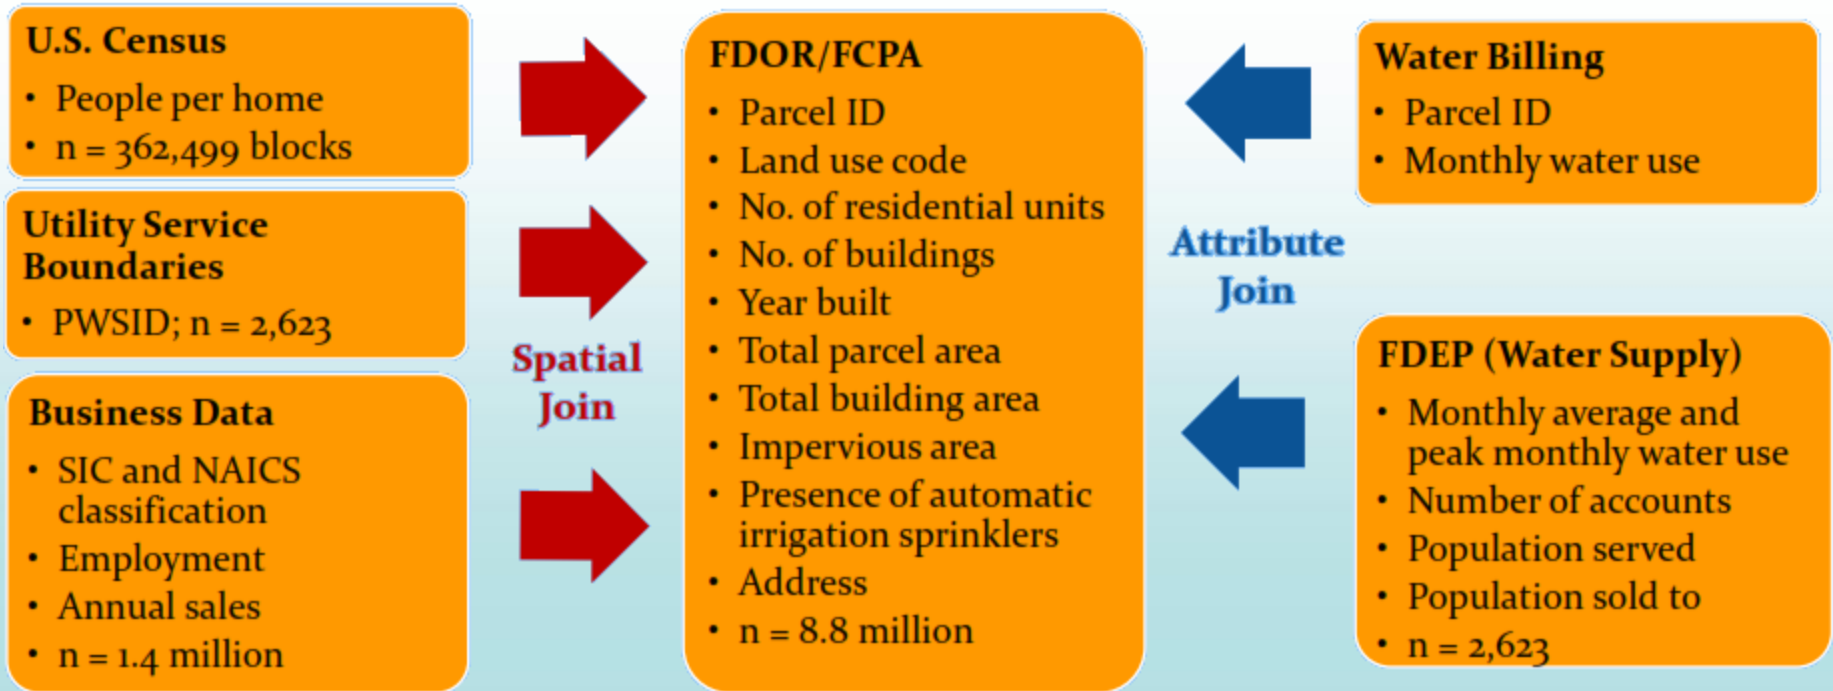 U.S. Census
• People per home
• n = 362,499 blocks
Utility Service
Boundaries
• PWSID; n = 2,623
Business Data
• SIC and NAICS
classification
• Employment
• Annual sales
• n = 1.4 million
Spatial
Join
FDOR/FCPA
• Parcel ID
• Land use code
• No. of residential units
• No. of buildings
• Year built
• Total parcel area
• Total building area
• Impervious area
• Presence of automatic
irrigation sprinklers
• Address
• n = 8.8 million
Attribute
Join
Water Billing
• Parcel ID
• Monthly water use
FDEP (Water Supply)
• Monthly average and
peak monthly water use
• Number of accounts
• Population served
• Population sold to
• n = 2,623